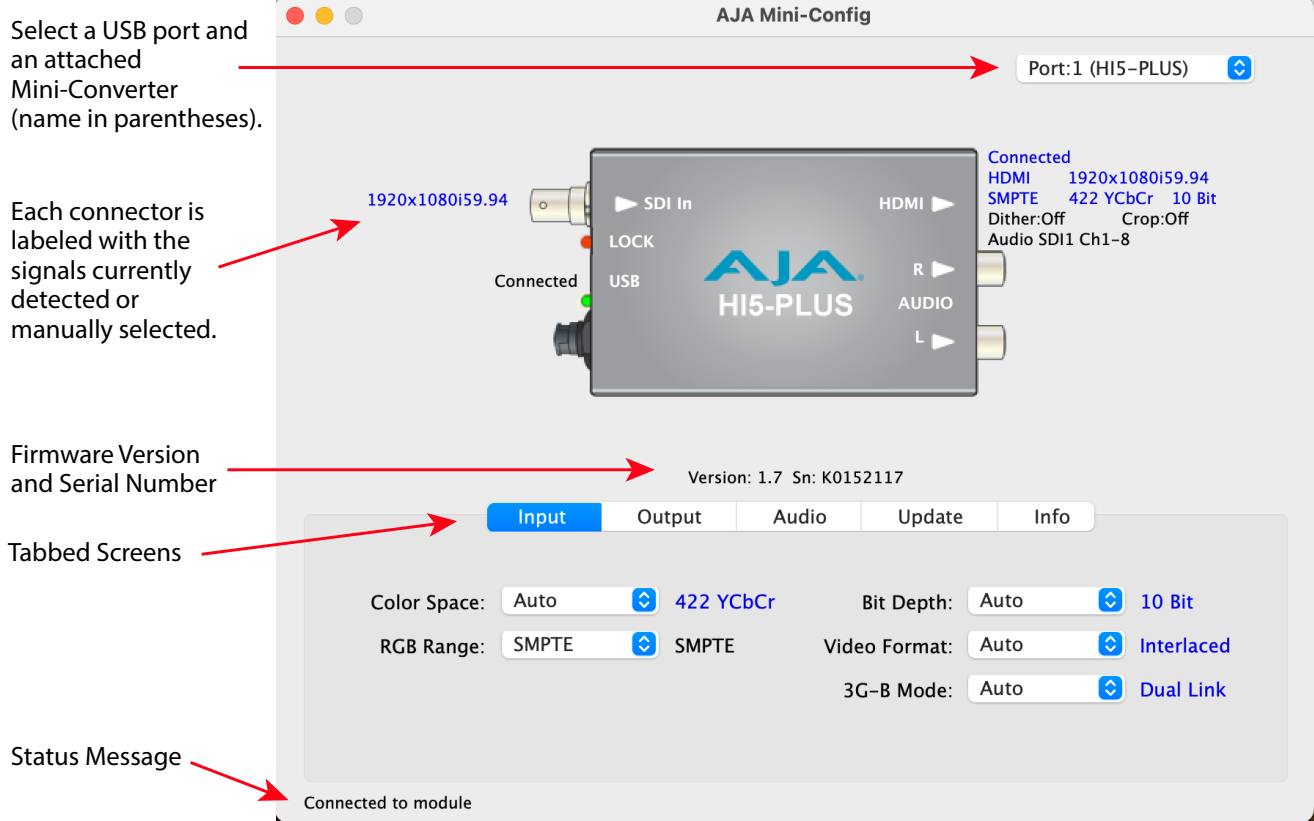 AJA Mini-Config
Select a USB port and
an attached
Mini-Converter
(name in parentheses).
Port:1 (HI5-PLUS)
Each connector is
labeled with the
signals currently
detected or
manually selected.
1920x1080i59.94
Connected
SDI In
LOCK
USB
AJA
HI5-PLUS
HDMI
R
AUDIO
L
Connected
HDMI 1920x1080i59.94
SMPTE 422 YCbCr 10 Bit
Dither:Off Crop:Off
Audio SDI1 Ch1-8
Firmware Version
and Serial Number
Version: 1.7 Sn: K0152117
Tabbed Screens
Input Output Audio Update Info
Color Space: Auto 422 YCbCr Bit Depth: Auto 10 Bit
RGB Range: SMPTE SMPTE Video Format: Auto Interlaced
3G-B Mode: Auto Dual Link
Status Message
Connected to module